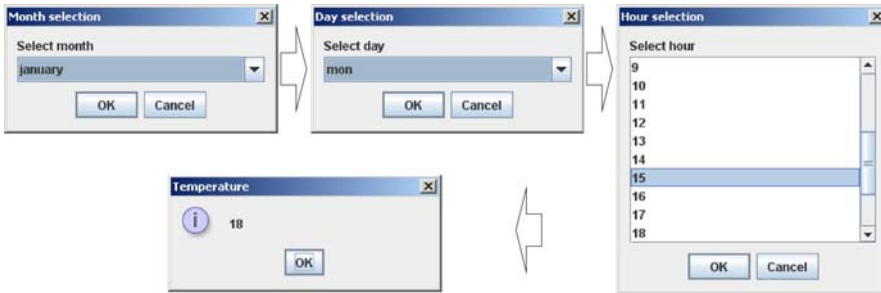 Month selection
Select month
january
OK Cancel
Day selection
Select day
mon
OK Cancel
Hour selection
Select hour
9
10
11
12
13
14
15
16
17
18
OK Cancel
Temperature
18
OK